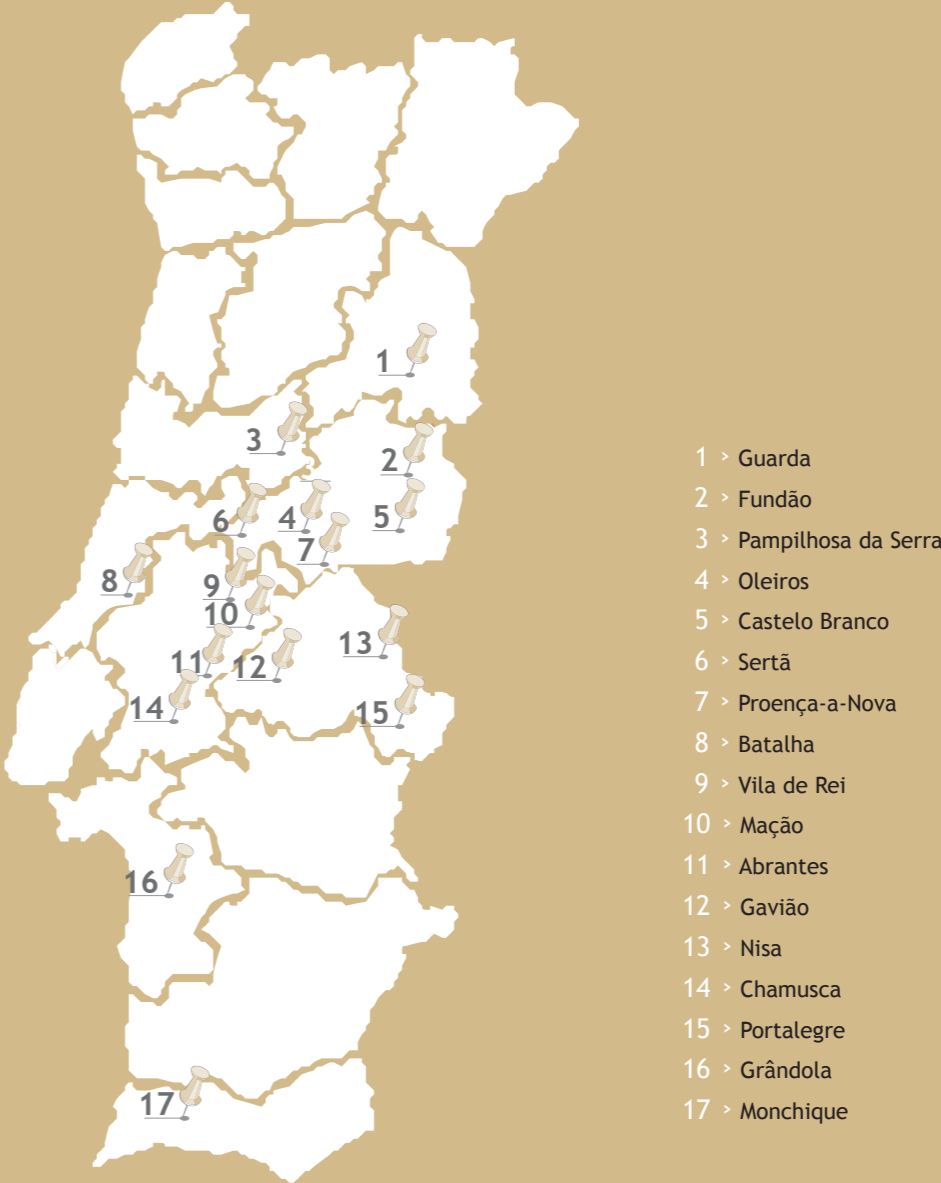 1
3
2
6
4
5
7
8
9
10
13
11
12
14
15
16
17
1 > Guarda
2 > Fundão
3 > Pampilhosa da Serra
4 > Oleiros
5 > Castelo Branco
6 > Sertã
7 > Proença-a-Nova
8 > Batalha
9 > Vila de Rei
10 > Mação
11 > Abrantes
12 > Gavião
13 > Nisa
14 > Chamusca
15 > Portalegre
16 > Grândola
17 > Monchique